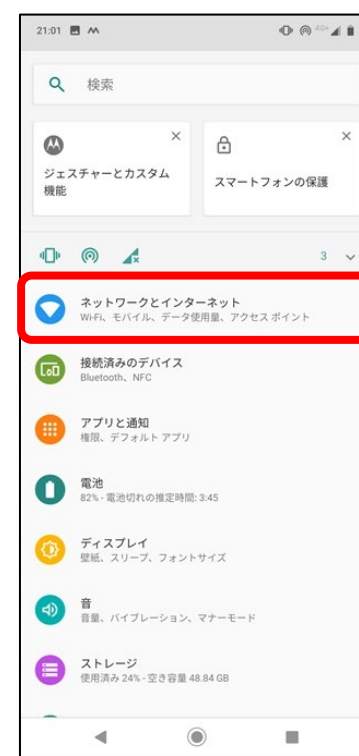 21:01
4G+
検索
ジェスチャーとカスタム
機能
スマートフォンの保護
3
ネットワークとインターネット
Wi-Fi、モバイル、データ使用量、アクセス ポイント
接続済みのデバイス
Bluetooth、NFC
アプリと通知
権限、デフォルト アプリ
電池
82% - 電池切れの推定時間: 3:45
ディスプレイ
壁紙、スリープ、フォントサイズ
音
音量、バイブレーション、マナーモード
ストレージ
使用済み 24% - 空き容量 48.84 GB